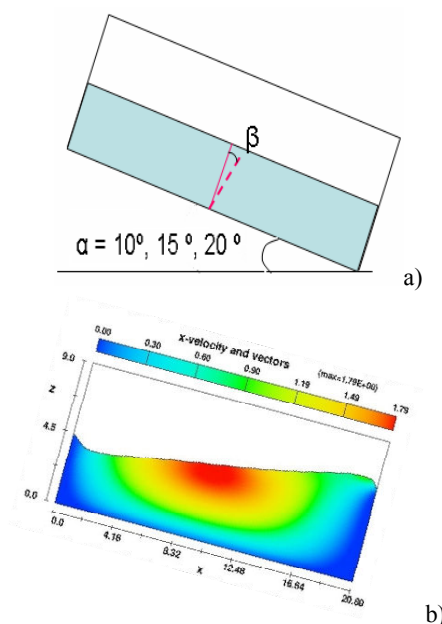 β
α = 10º, 15 º, 20 º
a)
x-velocity and vectors
(max=1.79E+00)
0.00 0.30 0.60 0.90 1.19 1.49 1.79
9.0
z
4.5
0.0
0.0 4.16 8.32 12.48 16.64 20.80
x
b)